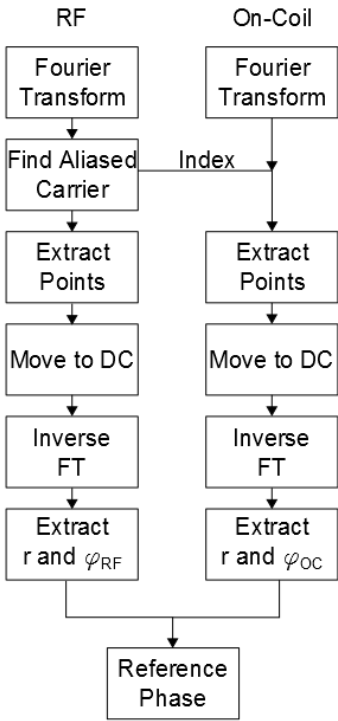 RF
On-Coil
Fourier
Transform
Fourier
Transform
Find Aliased
Carrier
Index
Extract
Points
Extract
Points
Move to DC
Move to DC
Inverse
FT
Inverse
FT
Extract
r and φRF
Extract
r and φOC
Reference
Phase